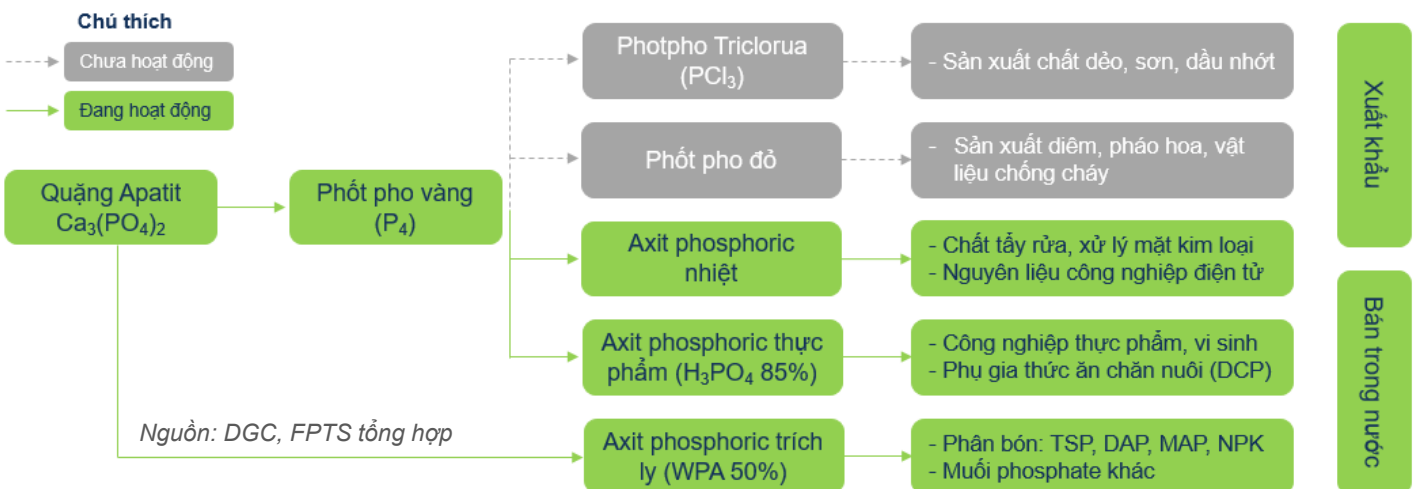 Chú thích
Chưa hoạt động
Đang hoạt động
Quặng Apatit
Ca₃(PO₄)₂
Phốt pho vàng
(P₄)
Photpho Triclorua
(PCl₃)
- Sản xuất chất dẻo, sơn, dầu nhớt
Phốt pho đỏ
- Sản xuất diêm, pháo hoa, vật
liệu chống cháy
Axit phosphoric
nhiệt
- Chất tẩy rửa, xử lý mặt kim loại
- Nguyên liệu công nghiệp điện tử
Axit phosphoric thực
phẩm (H₃PO₄ 85%)
- Công nghiệp thực phẩm, vi sinh
- Phụ gia thức ăn chăn nuôi (DCP)
Axit phosphoric trích
ly (WPA 50%)
- Phân bón: TSP, DAP, MAP, NPK
- Muối phosphate khác
Xuất khẩu
Bán trong nước
Nguồn: DGC, FPTS tổng hợp